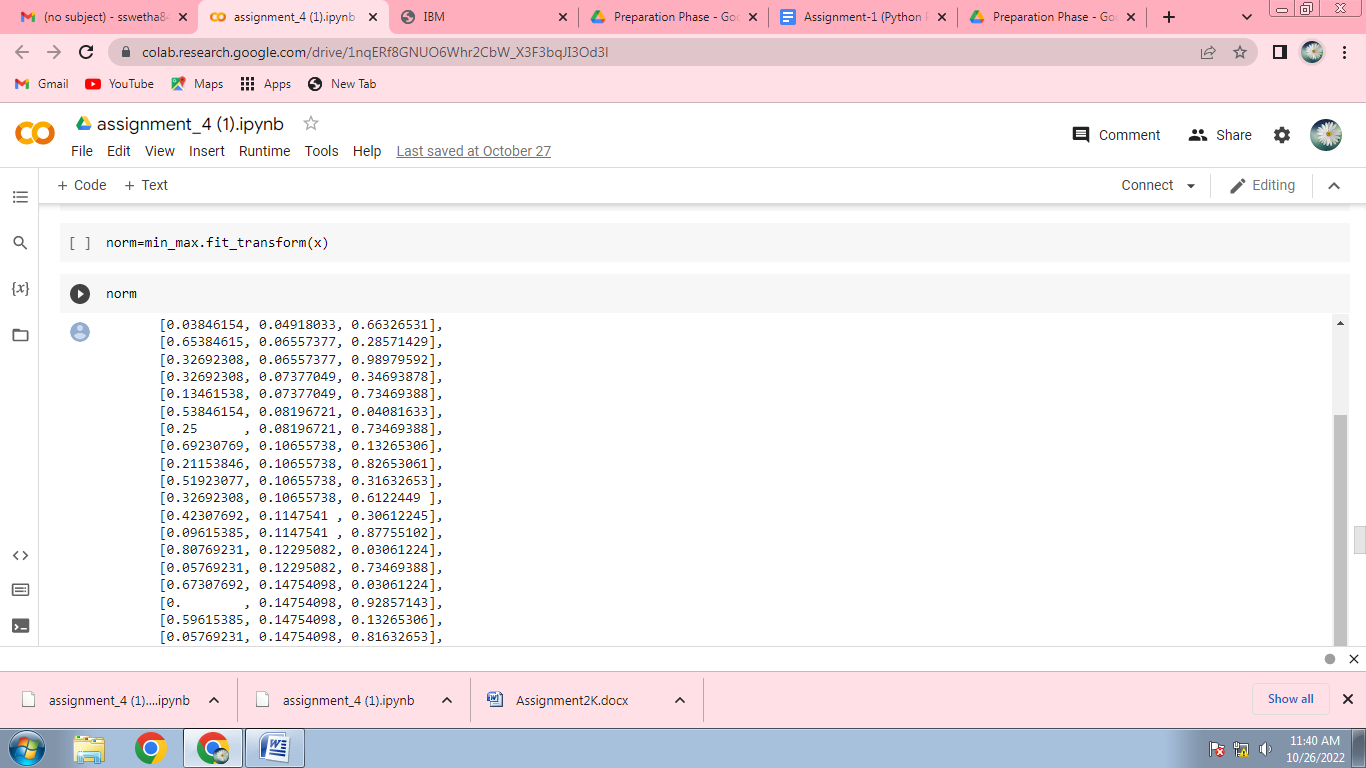 (no subject) - sswetha84
assignment_4 (1).ipynb
IBM
Preparation Phase - Goo
Assignment-1 (Python P
Preparation Phase - Goo
colab.research.google.com/drive/1nqERf8GNUO6Whr2CbW_X3F3bqJI3Od3I
Gmail YouTube Maps Apps New Tab
assignment_4 (1).ipynb
Comment Share
File Edit View Insert Runtime Tools Help Last saved at October 27
+ Code + Text
Connect Editing
[ ] norm=min_max.fit_transform(x)
{x}
norm
[0.03846154, 0.04918033, 0.66326531],
[0.65384615, 0.06557377, 0.28571429],
[0.32692308, 0.06557377, 0.98979592],
[0.32692308, 0.07377049, 0.34693878],
[0.13461538, 0.07377049, 0.73469388],
[0.53846154, 0.08196721, 0.04081633],
[0.25      , 0.08196721, 0.73469388],
[0.69230769, 0.10655738, 0.13265306],
[0.21153846, 0.10655738, 0.82653061],
[0.51923077, 0.10655738, 0.31632653],
[0.32692308, 0.10655738, 0.6122449 ],
[0.42307692, 0.1147541 , 0.30612245],
[0.09615385, 0.1147541 , 0.87755102],
[0.80769231, 0.12295082, 0.03061224],
[0.05769231, 0.12295082, 0.73469388],
[0.67307692, 0.14754098, 0.03061224],
[0.        , 0.14754098, 0.92857143],
[0.59615385, 0.14754098, 0.13265306],
[0.05769231, 0.14754098, 0.81632653],
assignment_4 (1)....ipynb
assignment_4 (1).ipynb
Assignment2K.docx
Show all
11:40 AM
10/26/2022